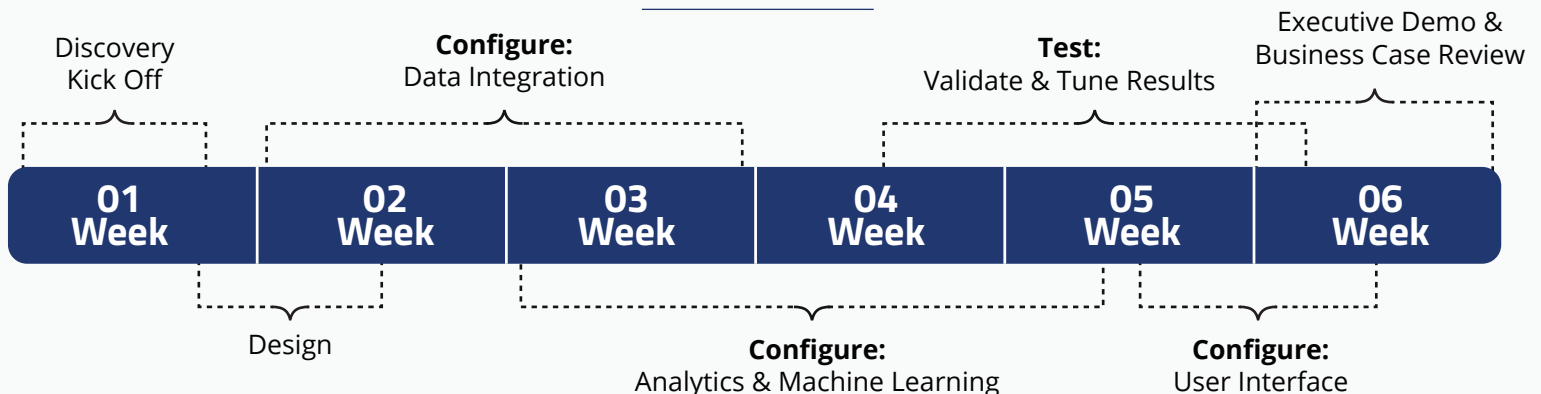 Discovery
Kick Off
Configure:
Data Integration
Test:
Validate & Tune Results
Executive Demo &
Business Case Review
01
Week
02
Week
03
Week
04
Week
05
Week
06
Week
Design
Configure:
Analytics & Machine Learning
Configure:
User Interface